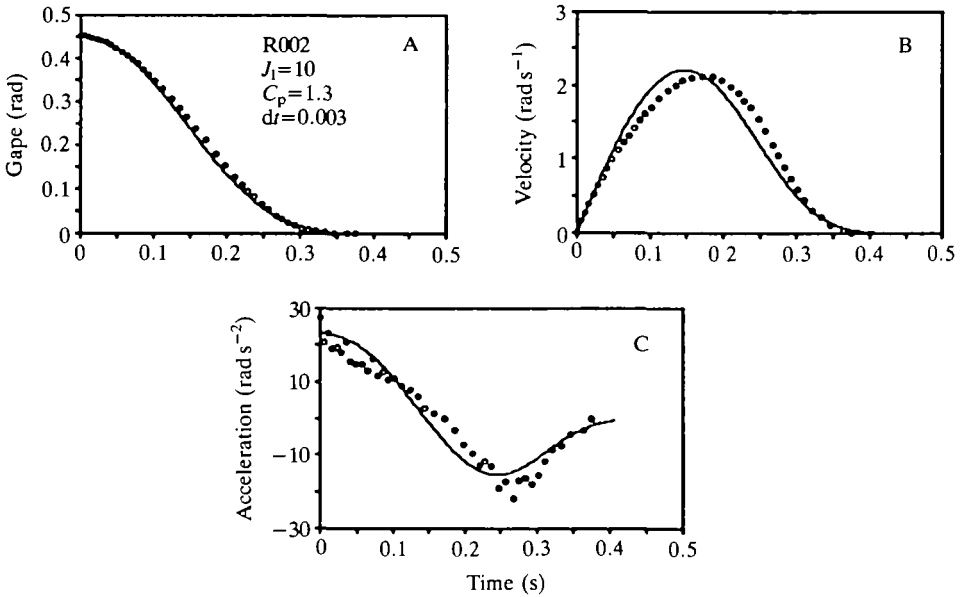 0.5
0.4
0.3
0.2
0.1
0
Gape (rad)
A
R002
J₁=10
Cₚ=1.3
dt=0.003
0 0.1 0.2 0.3 0.4 0.5
3
2
1
0
Velocity (rad s⁻¹)
B
0 0.1 0.2 0.3 0.4 0.5
30
10
−10
−30
Acceleration (rad s⁻²)
C
0 0.1 0.2 0.3 0.4 0.5
Time (s)